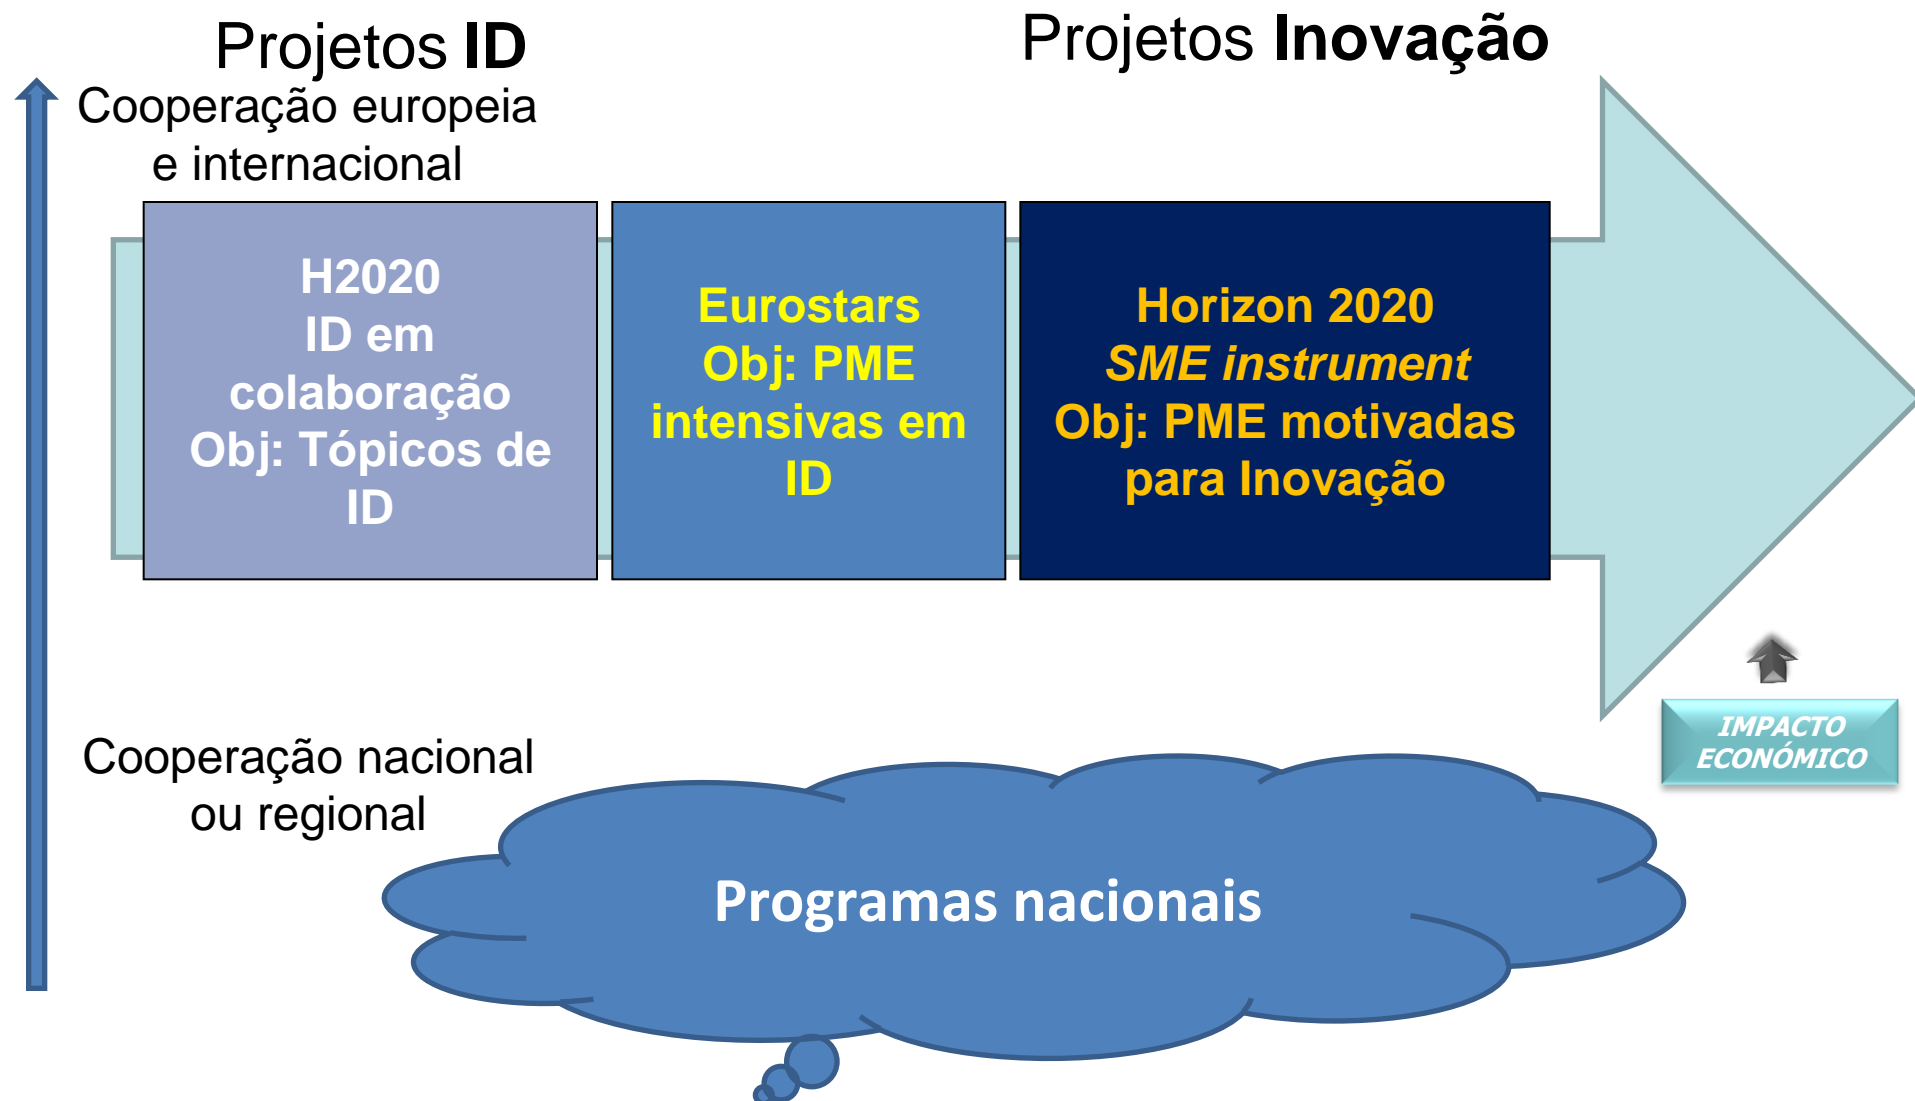 Projetos ID
Projetos Inovação
Cooperação europeia
e internacional
H2020
ID em
colaboração
Obj: Tópicos de
ID
Eurostars
Obj: PME
intensivas em
ID
Horizon 2020
SME instrument
Obj: PME motivadas
para Inovação
IMPACTO
ECONÓMICO
Cooperação nacional
ou regional
Programas nacionais